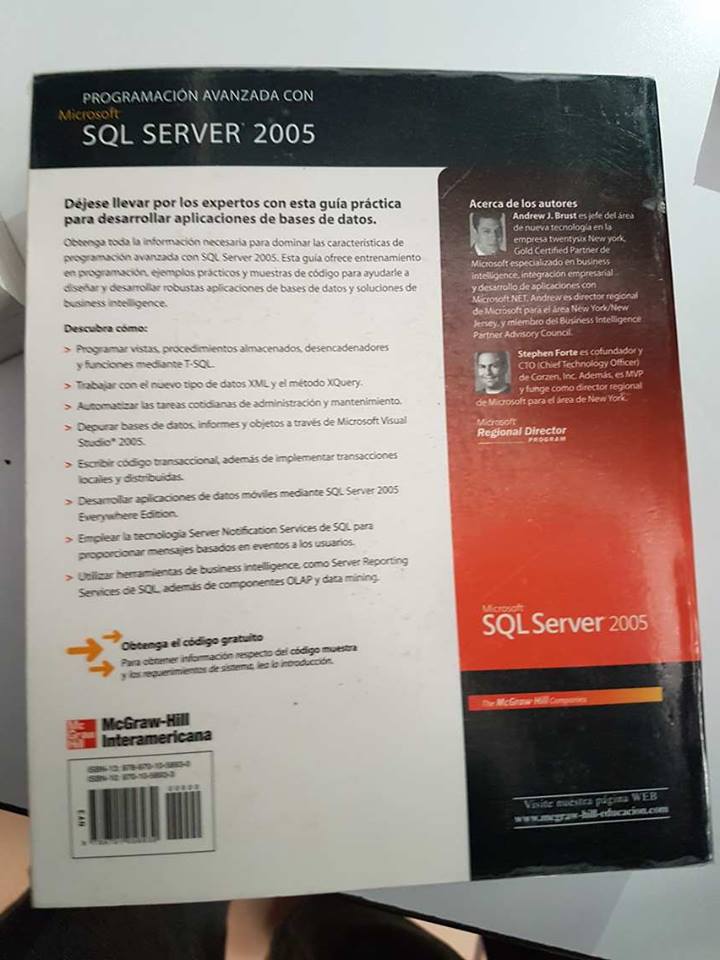 PROGRAMACIÓN AVANZADA CON
Microsoft
SQL SERVER 2005
Déjese llevar por los expertos con esta guía práctica
para desarrollar aplicaciones de bases de datos.
Obtenga toda la información necesaria para dominar las características de
programación avanzada con SQL Server 2005. Esta guía ofrece entrenamiento
en programación, ejemplos prácticos y muestras de código para ayudarle a
diseñar y desarrollar robustas aplicaciones de bases de datos y soluciones de
business intelligence.
Descubra cómo:
> Programar vistas, procedimientos almacenados, desencadenadores
y funciones mediante T-SQL.
> Trabajar con el nuevo tipo de datos XML y el método XQuery.
> Automatizar las tareas cotidianas de administración y mantenimiento.
> Depurar bases de datos, informes y objetos a través de Microsoft Visual
Studio® 2005.
> Escribir código transaccional, además de implementar transacciones
locales y distribuidas.
> Desarrollar aplicaciones de datos móviles mediante SQL Server 2005
Everywhere Edition.
> Emplear la tecnología Server Notification Services de SQL para
proporcionar mensajes basados en eventos a los usuarios.
> Utilizar herramientas de business intelligence, como Server Reporting
Services de SQL, además de componentes OLAP y data mining.
Obtenga el código gratuito
Para obtener información respecto del código muestra
y los requerimientos de sistema, lea la introducción.
Mc
Graw
Hill
McGraw-Hill
Interamericana
Acerca de los autores
Andrew J. Brust es jefe del área
de nueva tecnología en la
empresa twentysix New york,
Gold Certified Partner de
Microsoft especializado en business
intelligence, integración empresarial
y desarrollo de aplicaciones con
Microsoft.NET. Andrew es director regional
de Microsoft para el área New York/New
Jersey, y miembro del Business Intelligence
Partner Advisory Council.
Stephen Forte es cofundador y
CTO (Chief Technology Officer)
de Corzen, Inc. Además, es MVP
y funge como director regional
de Microsoft para el área de New York.
Microsoft
Regional Director
PROGRAM
Microsoft
SQL Server 2005
The McGraw-Hill Companies
Visite nuestra página WEB
www.mcgraw-hill-educacion.com